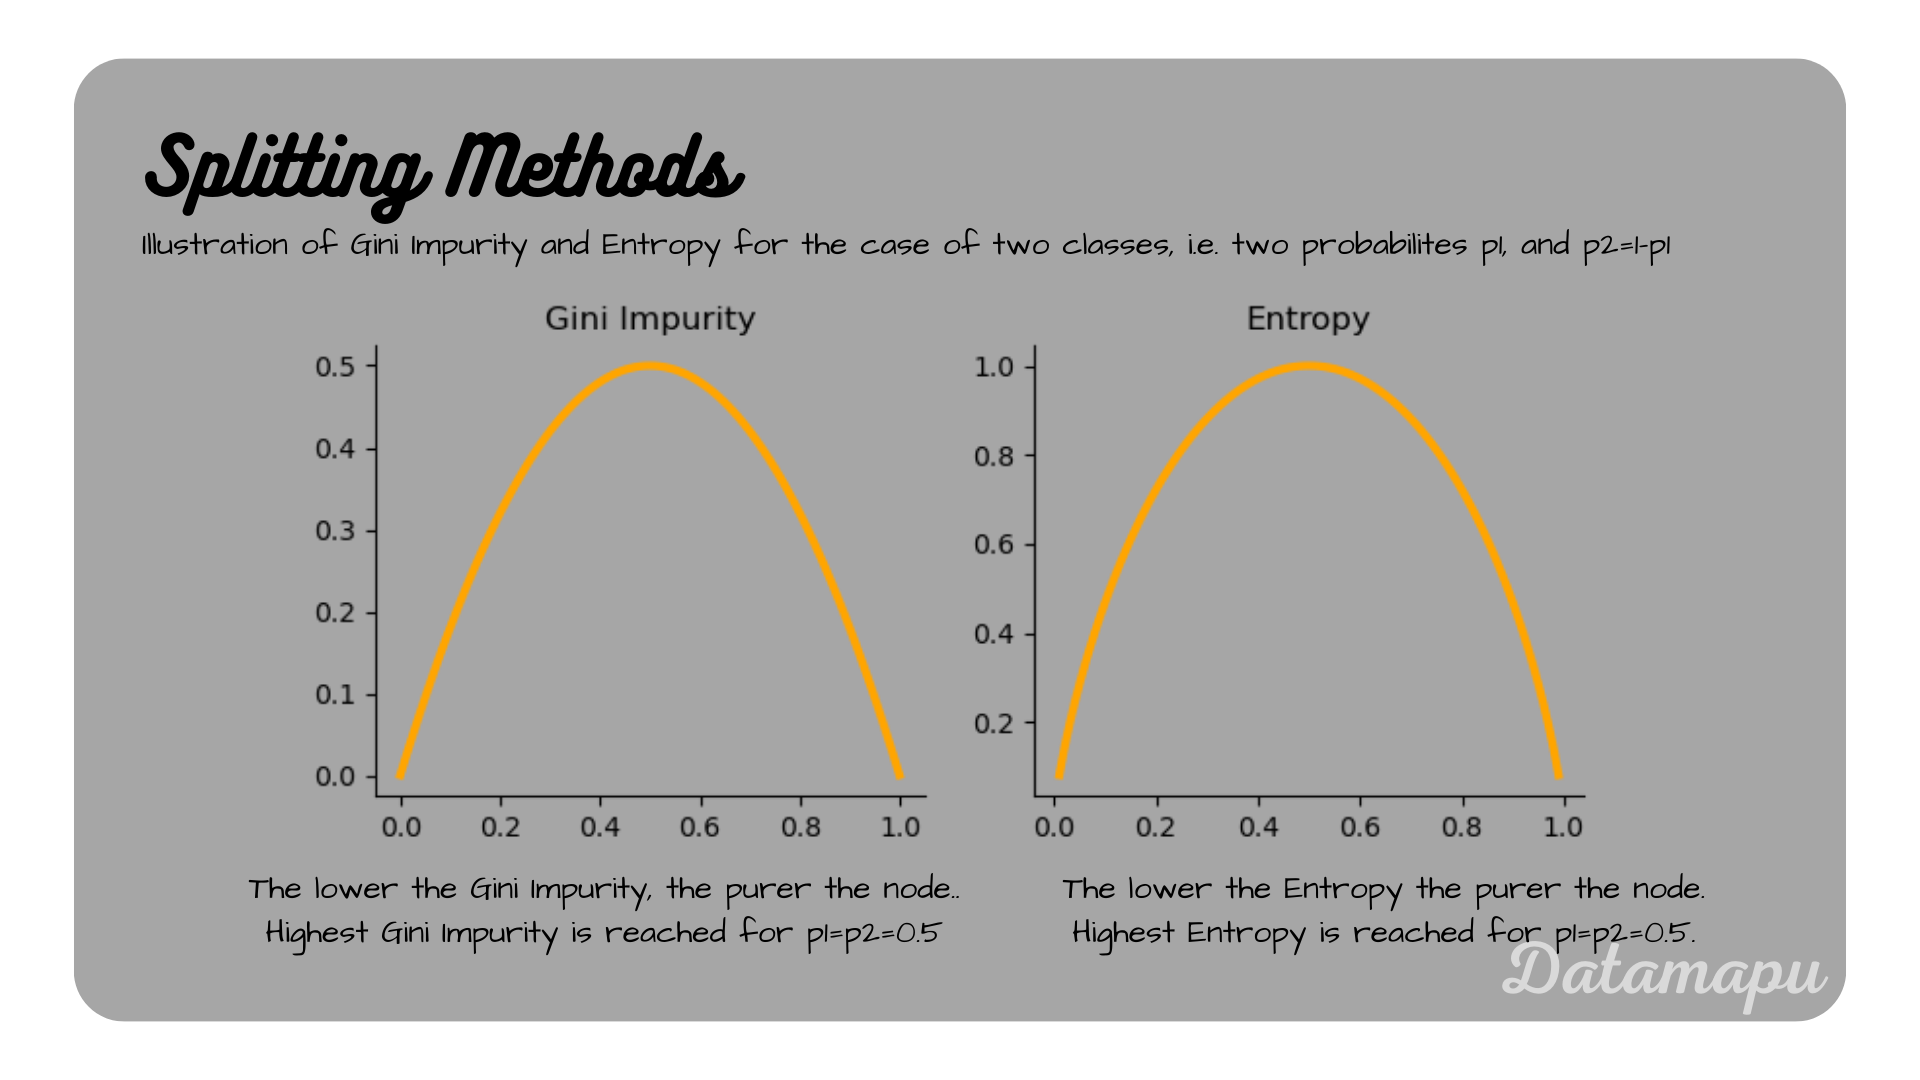 Splitting Methods
Illustration of Gini Impurity and Entropy for the case of two classes, i.e. two probabilites p1, and p2=1-p1
Gini Impurity
0.5
0.4
0.3
0.2
0.1
0.0
0.0 0.2 0.4 0.6 0.8 1.0
The lower the Gini Impurity, the purer the node..
Highest Gini Impurity is reached for p1=p2=0.5
Entropy
1.0
0.8
0.6
0.4
0.2
0.0 0.2 0.4 0.6 0.8 1.0
The lower the Entropy the purer the node.
Highest Entropy is reached for p1=p2=0.5.
Datamapu